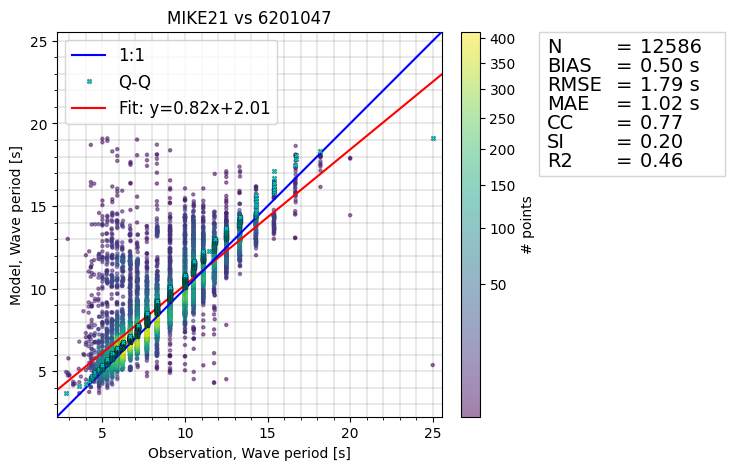 MIKE21 vs 6201047
1:1
Q-Q
Fit: y=0.82x+2.01
25
20
15
10
5
Model, Wave period [s]
5
10
15
20
25
Observation, Wave period [s]
400
350
300
250
200
150
100
50
# points
N = 12586
BIAS = 0.50 s
RMSE = 1.79 s
MAE = 1.02 s
CC = 0.77
SI = 0.20
R2 = 0.46